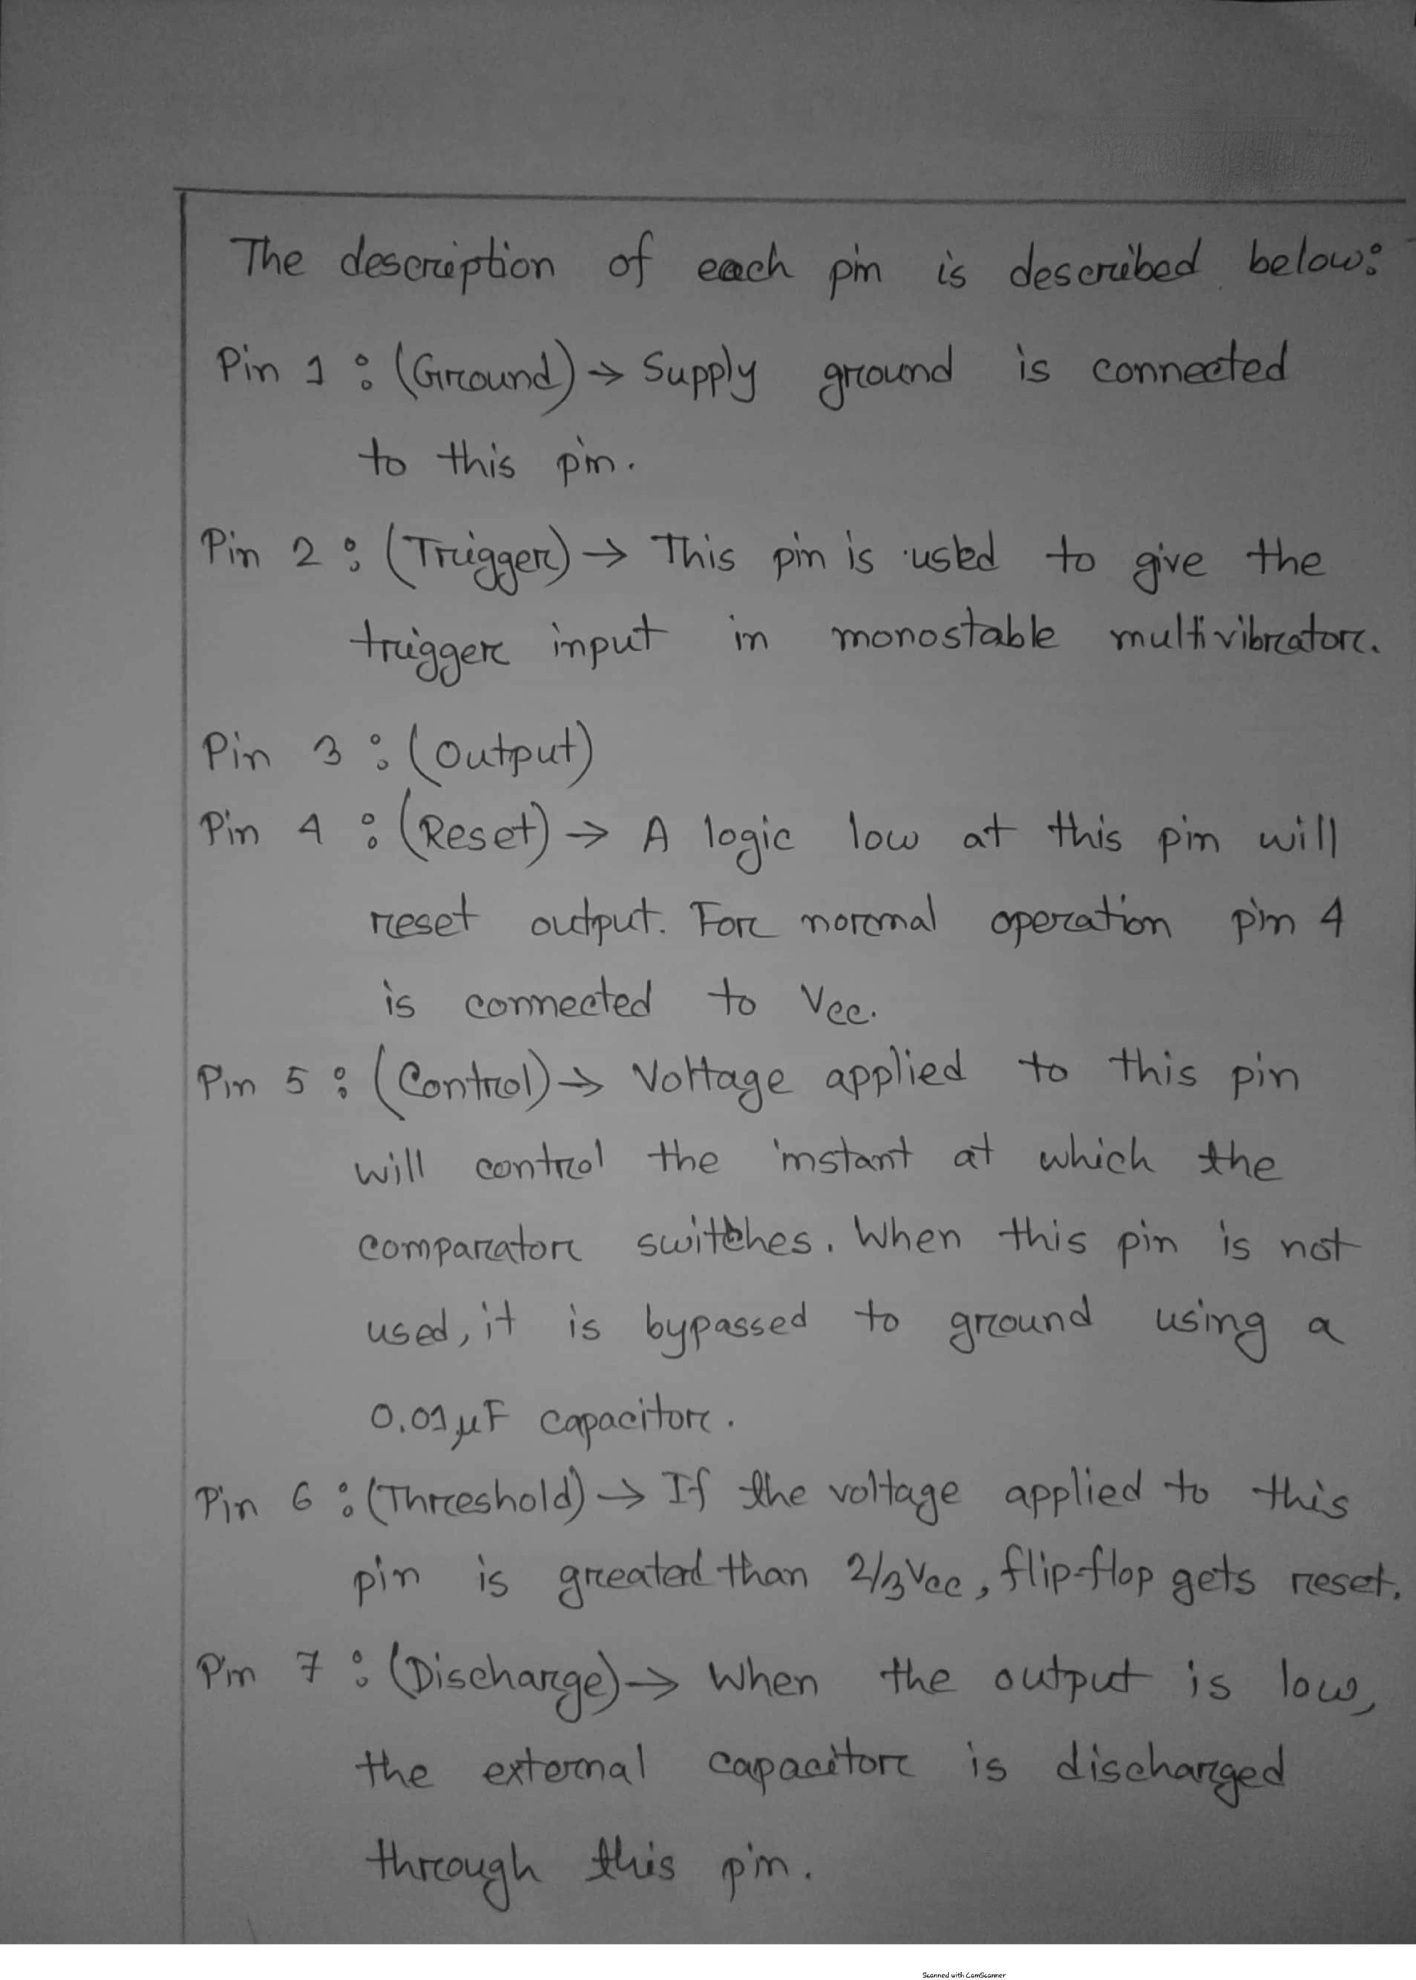 The description of each pin is described below:
Pin 1 : (Ground) → Supply ground is connected
to this pin.
Pin 2 : (Trigger) → This pin is used to give the
trigger input in monostable multivibrator.
Pin 3 : (Output)
Pin 4 : (Reset) → A logic low at this pin will
reset output. For normal operation pin 4
is connected to Vcc.
Pin 5 : (Control) → Voltage applied to this pin
will control the instant at which the
comparator switches. When this pin is not
used, it is bypassed to ground using a
0.01 μF capacitor.
Pin 6 : (Threshold) → If the voltage applied to this
pin is greater than 2/3 Vcc, flip-flop gets reset.
Pin 7 : (Discharge) → When the output is low,
the external capacitor is discharged
through this pin.
Scanned with CamScanner